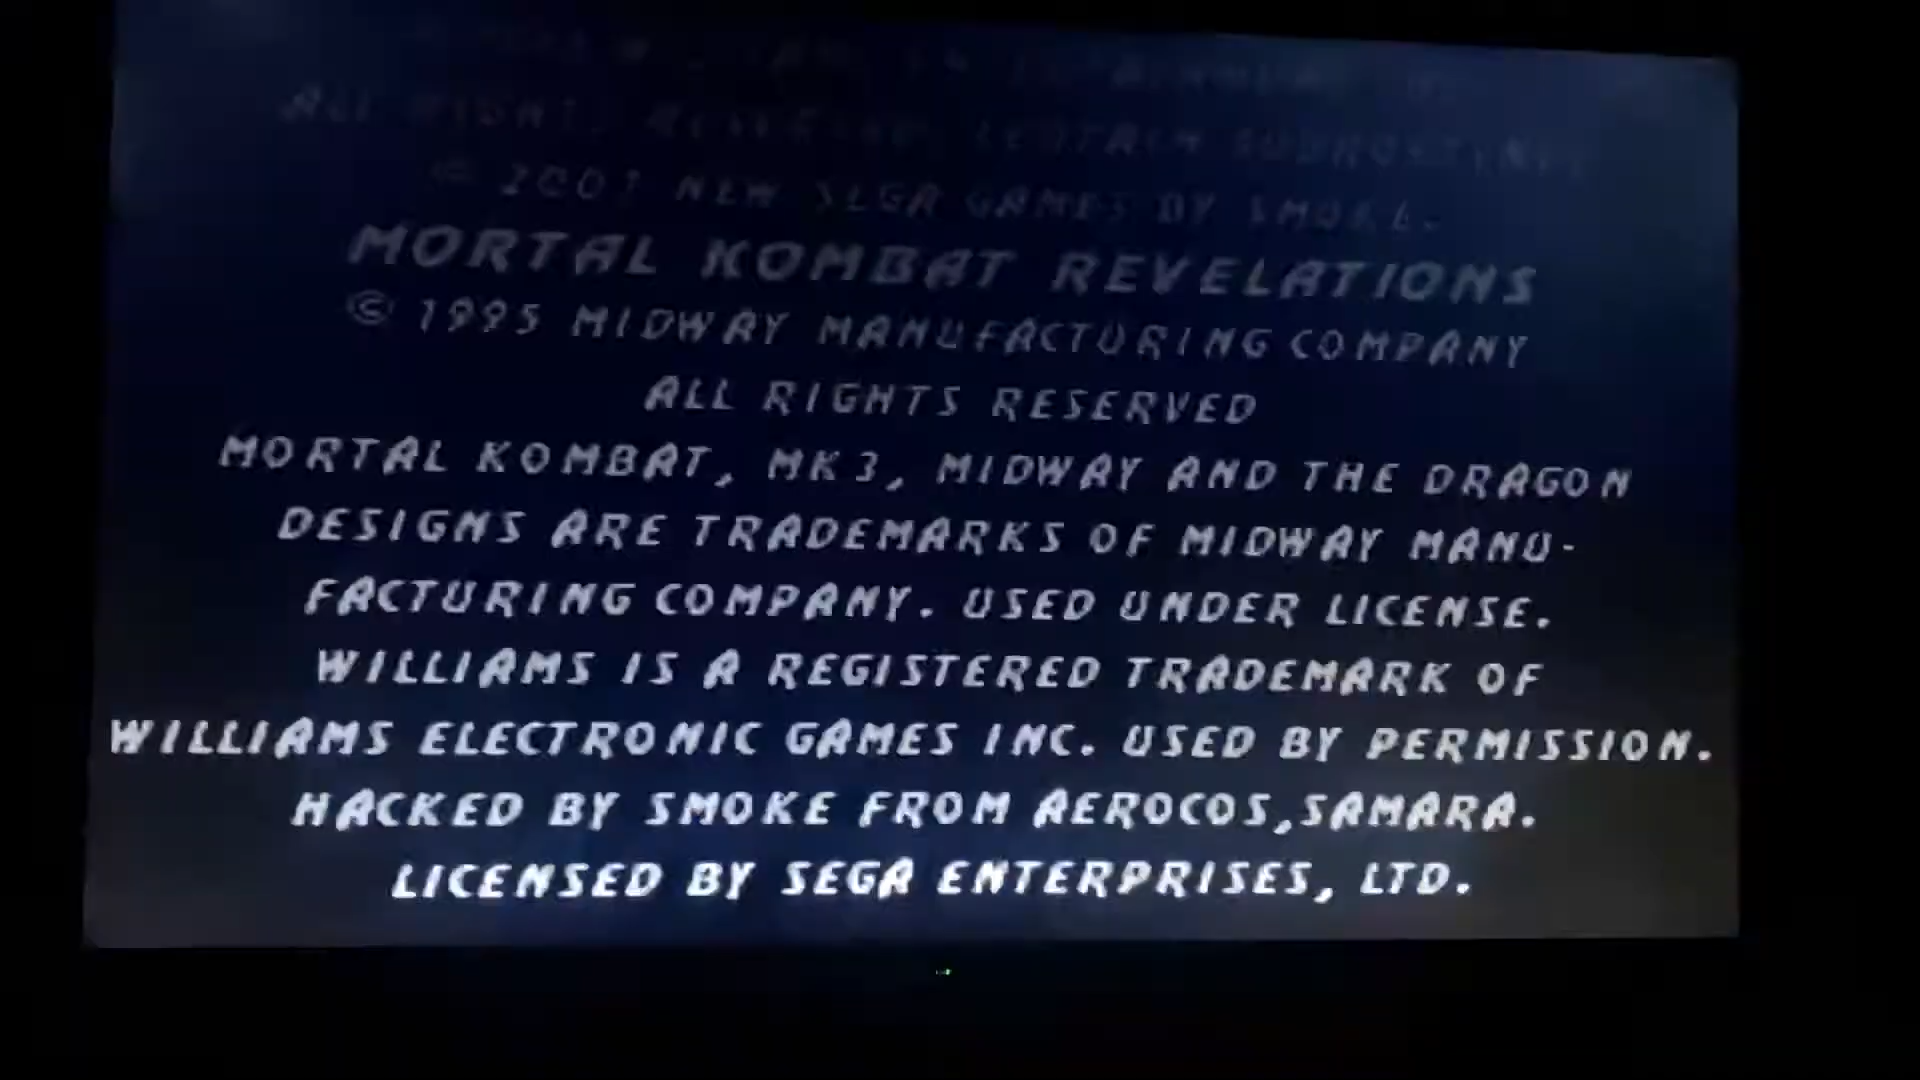 ALL RIGHTS RESERVED
© 2001 NEW SEGA GAMES BY SMOKE.
MORTAL KOMBAT REVELATIONS
© 1995 MIDWAY MANUFACTURING COMPANY
ALL RIGHTS RESERVED
MORTAL KOMBAT, MK3, MIDWAY AND THE DRAGON
DESIGNS ARE TRADEMARKS OF MIDWAY MANU-
FACTURING COMPANY. USED UNDER LICENSE.
WILLIAMS IS A REGISTERED TRADEMARK OF
WILLIAMS ELECTRONIC GAMES INC. USED BY PERMISSION.
HACKED BY SMOKE FROM AEROCOS,SAMARA.
LICENSED BY SEGA ENTERPRISES, LTD.